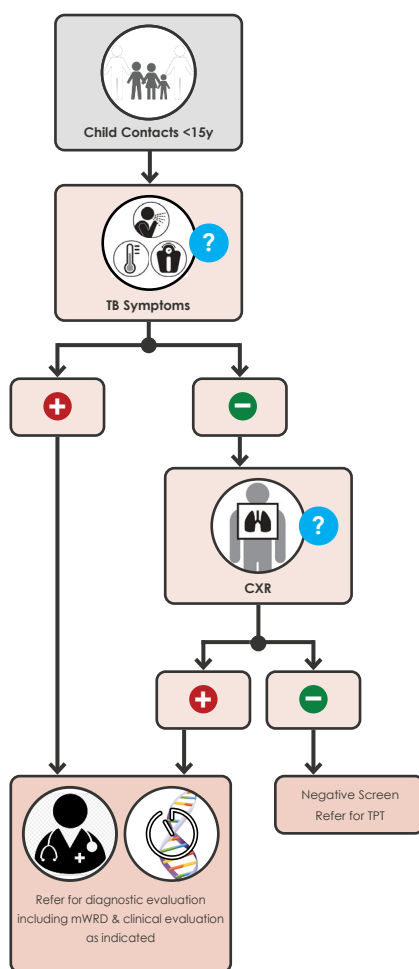 Child Contacts <15y
?
TB Symptoms
+
−
?
CXR
+
−
Negative Screen
Refer for TPT
Refer for diagnostic evaluation
including mWRD & clinical evaluation
as indicated